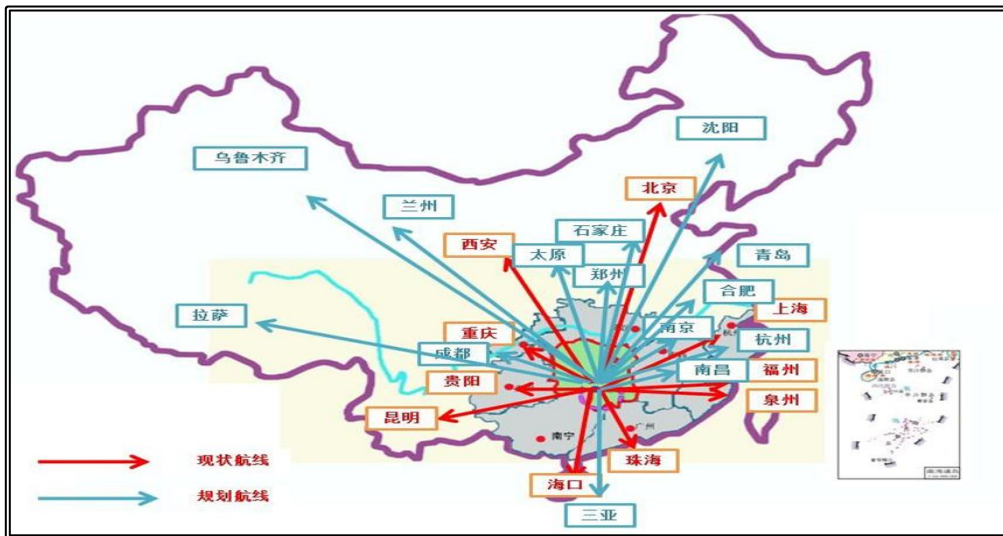 沈阳
乌鲁木齐
北京
兰州
石家庄
西安
太原
青岛
郑州
合肥
拉萨
上海
重庆
南京
杭州
成都
南昌
福州
贵阳
泉州
昆明
广州
南宁
珠海
现状航线
海口
规划航线
三亚